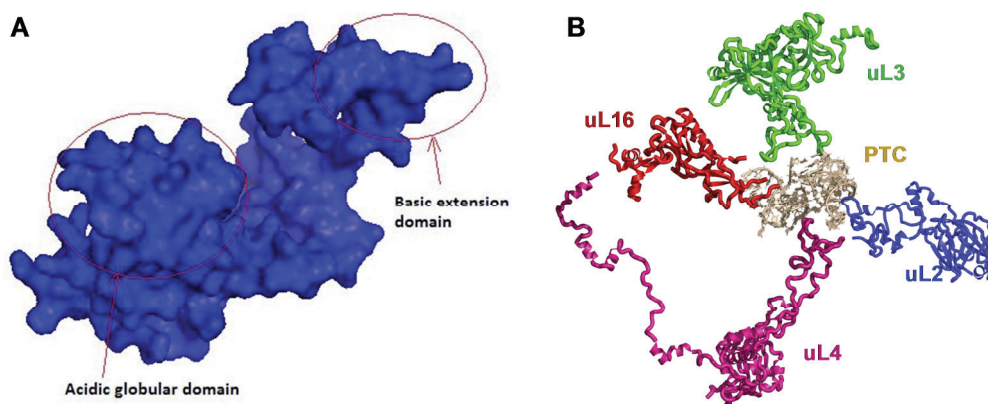 A
Basic extension
domain
Acidic globular domain
B
uL3
uL16
PTC
uL2
uL4